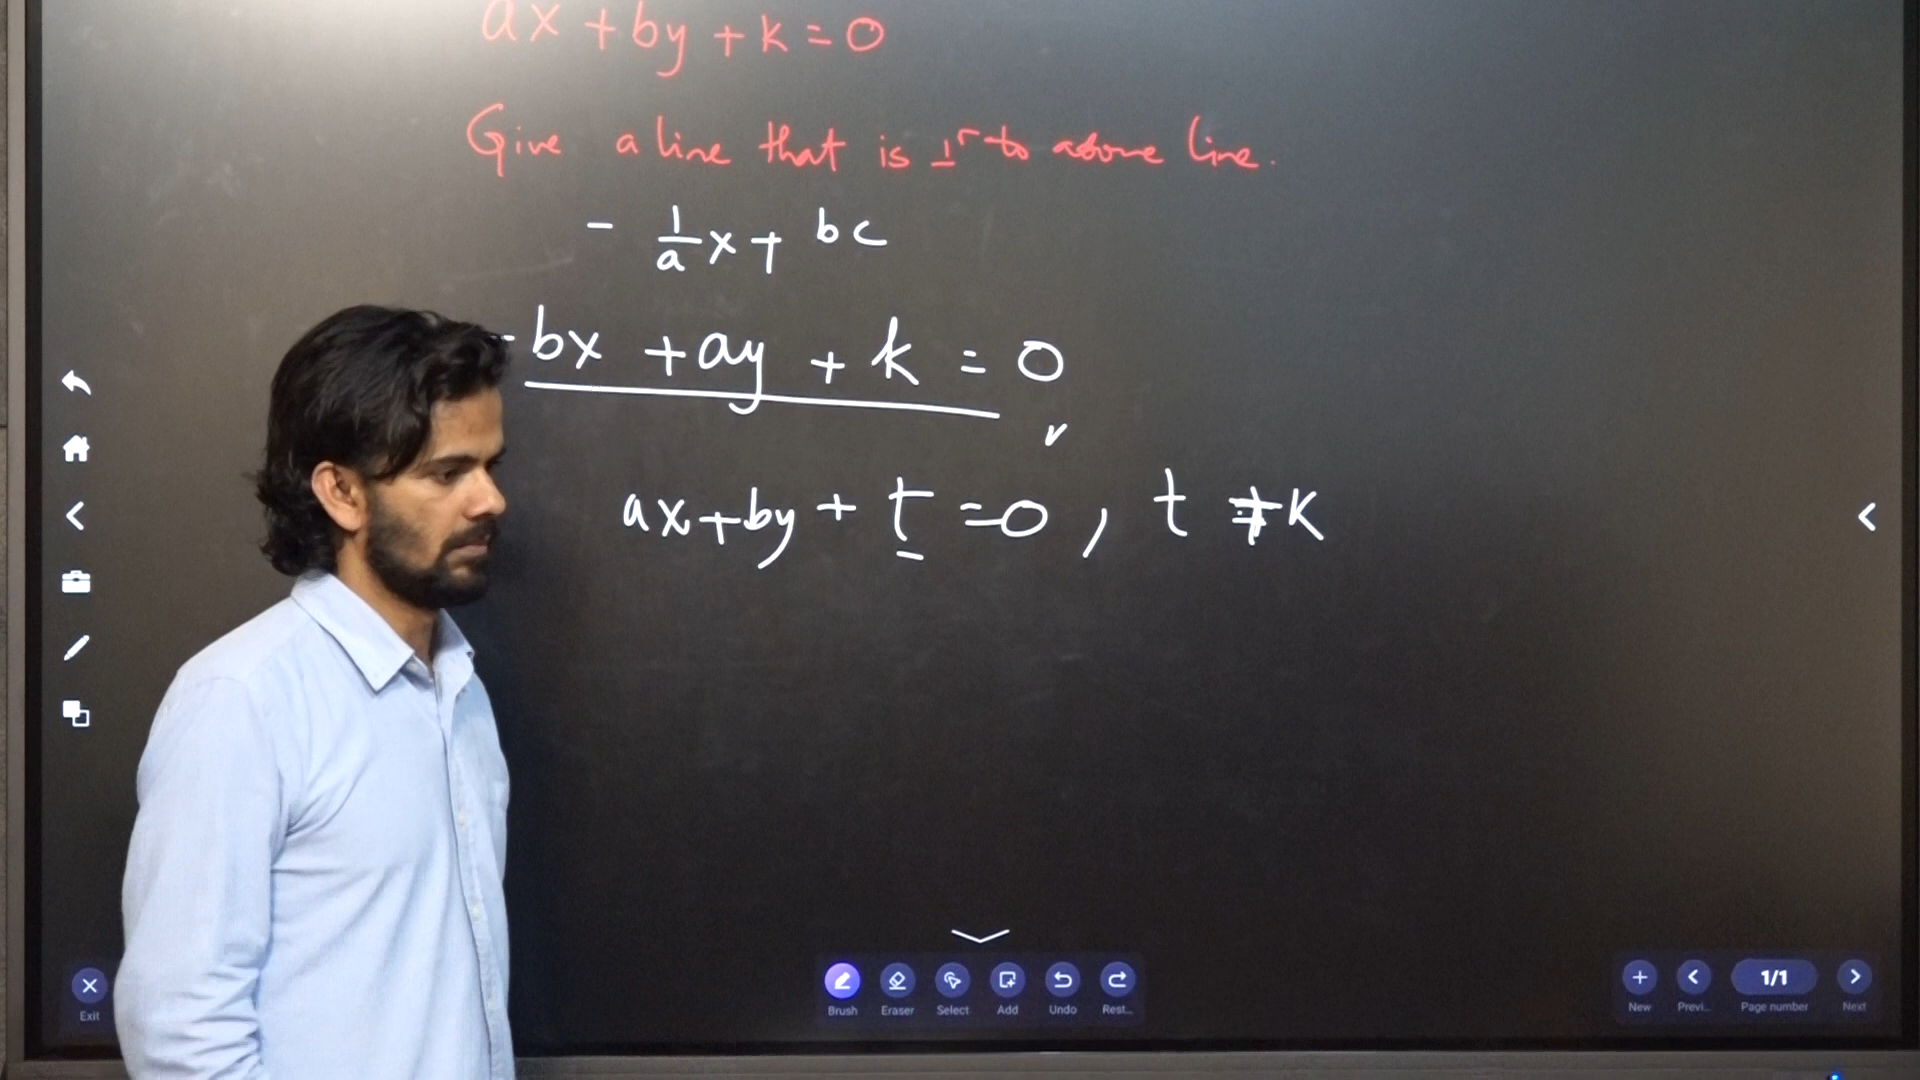 ax + by + k = 0
Give a line that is ⊥r to above line.
- 1/a x + bc
-bx + ay + k = 0
ax + by + t = 0 , t ≠ k
Exit
Brush
Eraser
Select
Add
Undo
Rest...
New
Previ...
1/1
Page number
Next